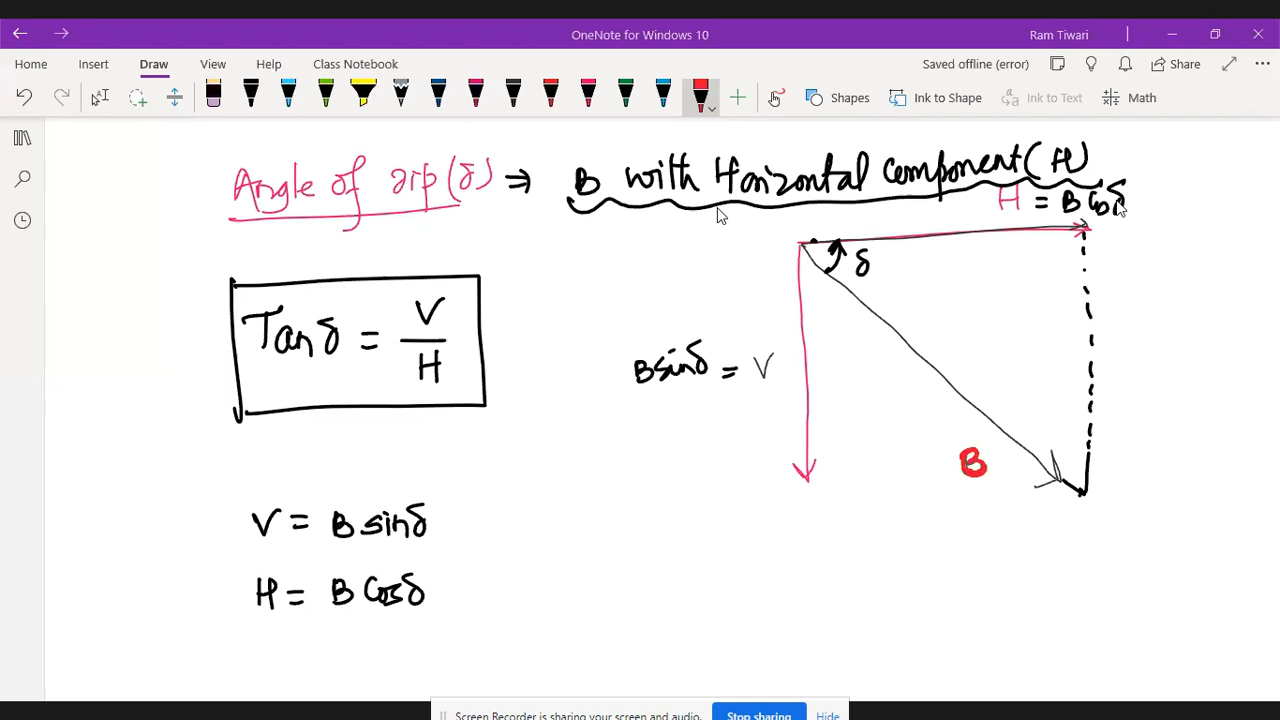 OneNote for Windows 10
Ram Tiwari
Home Insert Draw View Help Class Notebook
Saved offline (error)
Share
Shapes Ink to Shape Ink to Text Math
Angle of Dip (δ) ⇒ B with Horizontal component (H)
H = B Cosδ
δ
Tanδ = V/H
Bsinδ = V
B
V = B sinδ
H = B Cosδ
Screen Recorder is sharing your screen and audio. Stop sharing Hide